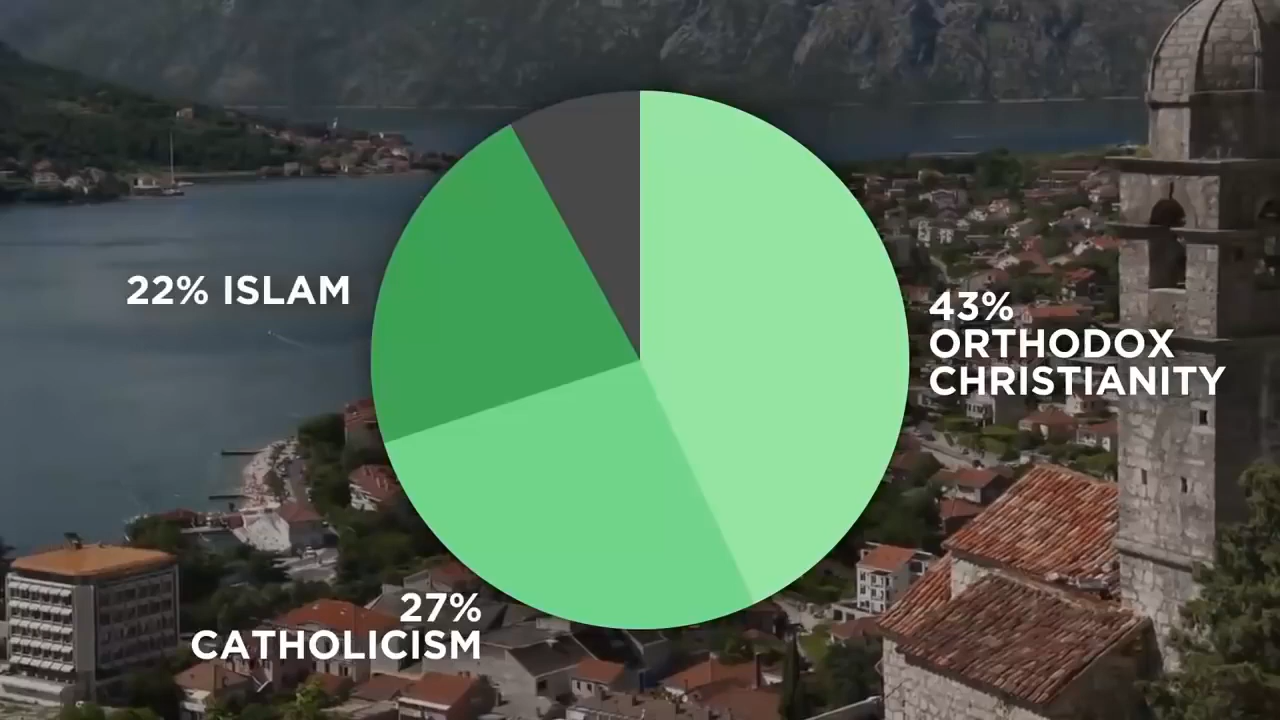 22% ISLAM
43%
ORTHODOX
CHRISTIANITY
27%
CATHOLICISM